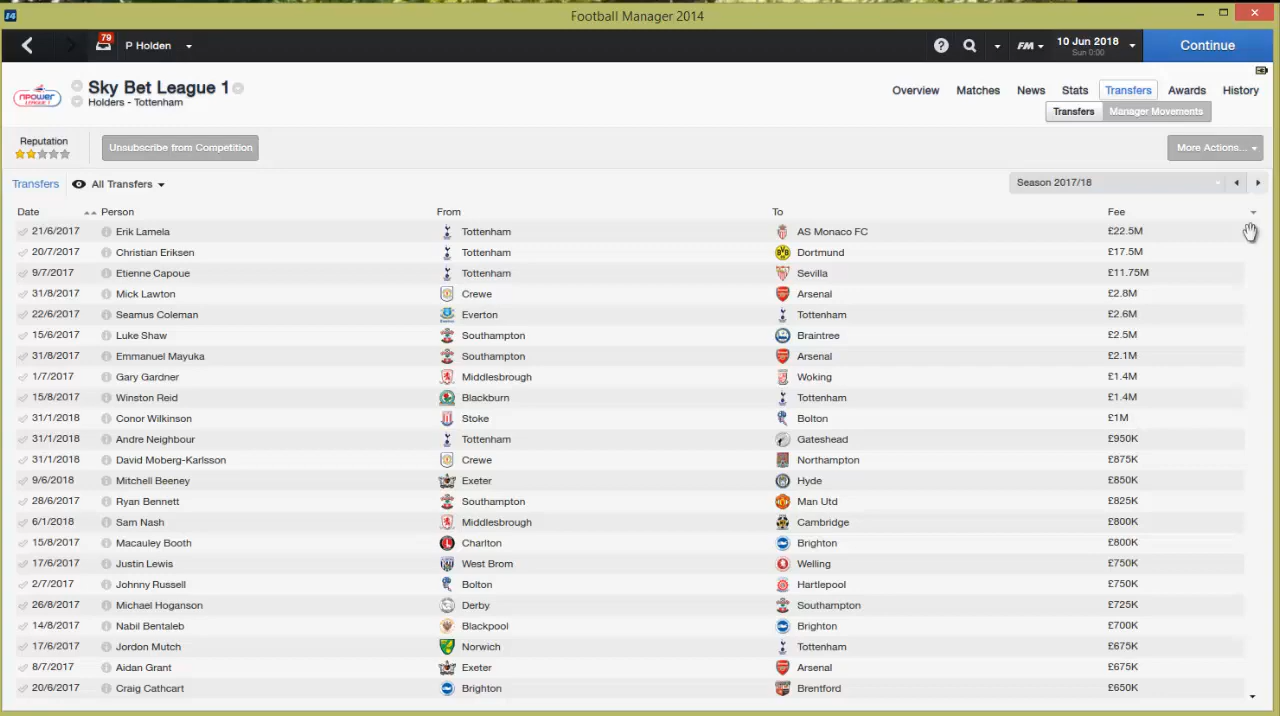 Football Manager 2014
79
P Holden
FM
10 Jun 2018
Sun 0:00
Continue
Sky Bet League 1
Holders - Tottenham
Overview Matches News Stats Transfers Awards History
Transfers Manager Movements
Reputation
Unsubscribe from Competition
More Actions...
Transfers All Transfers Season 2017/18
Date Person From To Fee
21/6/2017 Erik Lamela Tottenham AS Monaco FC £22.5M
20/7/2017 Christian Eriksen Tottenham Dortmund £17.5M
9/7/2017 Etienne Capoue Tottenham Sevilla £11.75M
31/8/2017 Mick Lawton Crewe Arsenal £2.8M
22/6/2017 Seamus Coleman Everton Tottenham £2.6M
15/6/2017 Luke Shaw Southampton Braintree £2.5M
31/8/2017 Emmanuel Mayuka Southampton Arsenal £2.1M
1/7/2017 Gary Gardner Middlesbrough Woking £1.4M
15/8/2017 Winston Reid Blackburn Tottenham £1.4M
31/1/2018 Conor Wilkinson Stoke Bolton £1M
31/1/2018 Andre Neighbour Tottenham Gateshead £950K
31/1/2018 David Moberg-Karlsson Crewe Northampton £875K
9/6/2018 Mitchell Beeney Exeter Hyde £850K
28/6/2017 Ryan Bennett Southampton Man Utd £825K
6/1/2018 Sam Nash Middlesbrough Cambridge £800K
15/8/2017 Macauley Booth Charlton Brighton £800K
17/6/2017 Justin Lewis West Brom Welling £750K
2/7/2017 Johnny Russell Bolton Hartlepool £750K
26/8/2017 Michael Hoganson Derby Southampton £725K
14/8/2017 Nabil Bentaleb Blackpool Brighton £700K
17/6/2017 Jordon Mutch Norwich Tottenham £675K
8/7/2017 Aidan Grant Exeter Arsenal £675K
20/6/2017 Craig Cathcart Brighton Brentford £650K